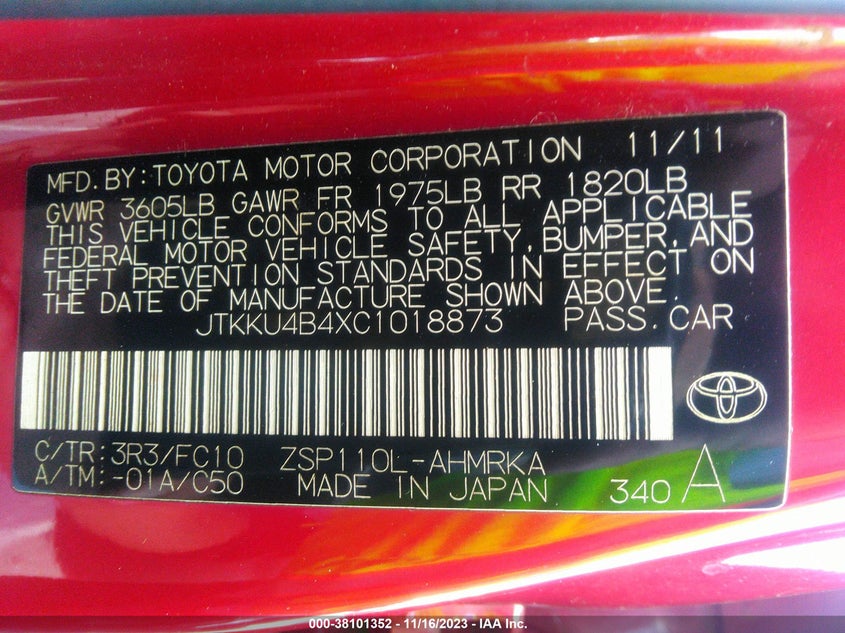 MFD.BY:TOYOTA MOTOR CORPORATION 11/11
GVWR 3605LB GAWR FR 1975LB RR 1820LB
THIS VEHICLE CONFORMS TO ALL APPLICABLE
FEDERAL MOTOR VEHICLE SAFETY, BUMPER, AND
THEFT PREVENTION STANDARDS IN EFFECT ON
THE DATE OF MANUFACTURE SHOWN ABOVE.
JTKKU4B4XC1018873 PASS.CAR
C/TR:3R3/FC10 ZSP110L-AHMRKA
A/TM:-01A/C50 MADE IN JAPAN 340 A
000-38101352 - 11/16/2023 - IAA Inc.